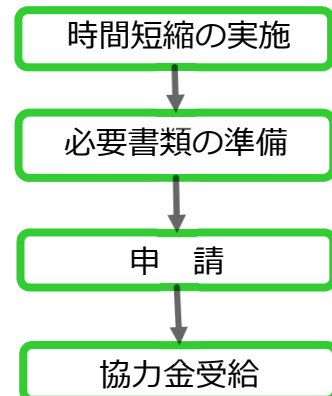 時間短縮の実施
必要書類の準備
申　請
協力金受給